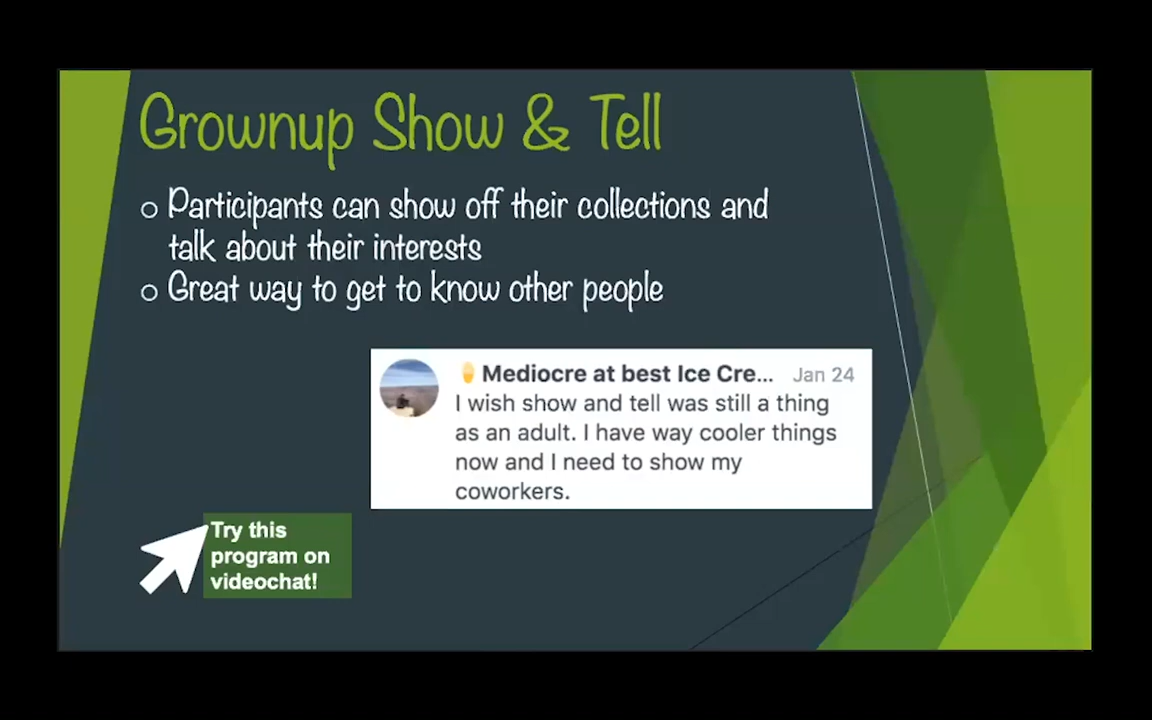 Grownup Show & Tell
o Participants can show off their collections and
talk about their interests
o Great way to get to know other people
Mediocre at best Ice Cre... Jan 24
I wish show and tell was still a thing
as an adult. I have way cooler things
now and I need to show my
coworkers.
Try this
program on
videochat!